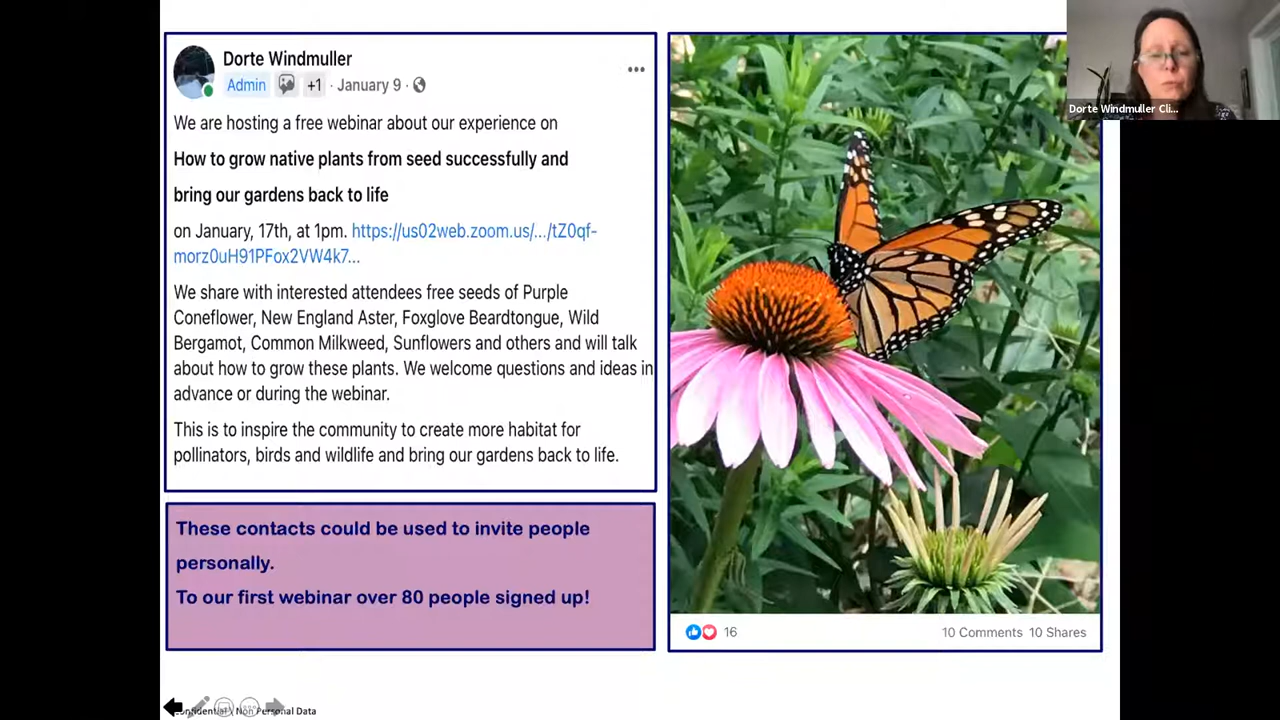 Dorte Windmuller
Admin +1 · January 9 ·
We are hosting a free webinar about our experience on
How to grow native plants from seed successfully and
bring our gardens back to life
on January, 17th, at 1pm. https://us02web.zoom.us/.../tZ0qf-
morz0uH91PFox2VW4k7...
We share with interested attendees free seeds of Purple
Coneflower, New England Aster, Foxglove Beardtongue, Wild
Bergamot, Common Milkweed, Sunflowers and others and will talk
about how to grow these plants. We welcome questions and ideas in
advance or during the webinar.
This is to inspire the community to create more habitat for
pollinators, birds and wildlife and bring our gardens back to life.
These contacts could be used to invite people
personally.
To our first webinar over 80 people signed up!
16 10 Comments 10 Shares
Dorte Windmuller Cli...
Non Personal Data